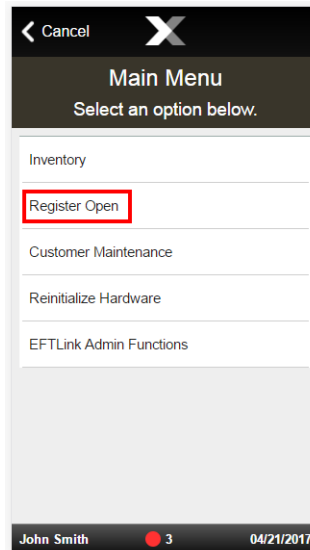 Cancel
Main Menu
Select an option below.
Inventory
Register Open
Customer Maintenance
Reinitialize Hardware
EFTLink Admin Functions
John Smith 3 04/21/2017